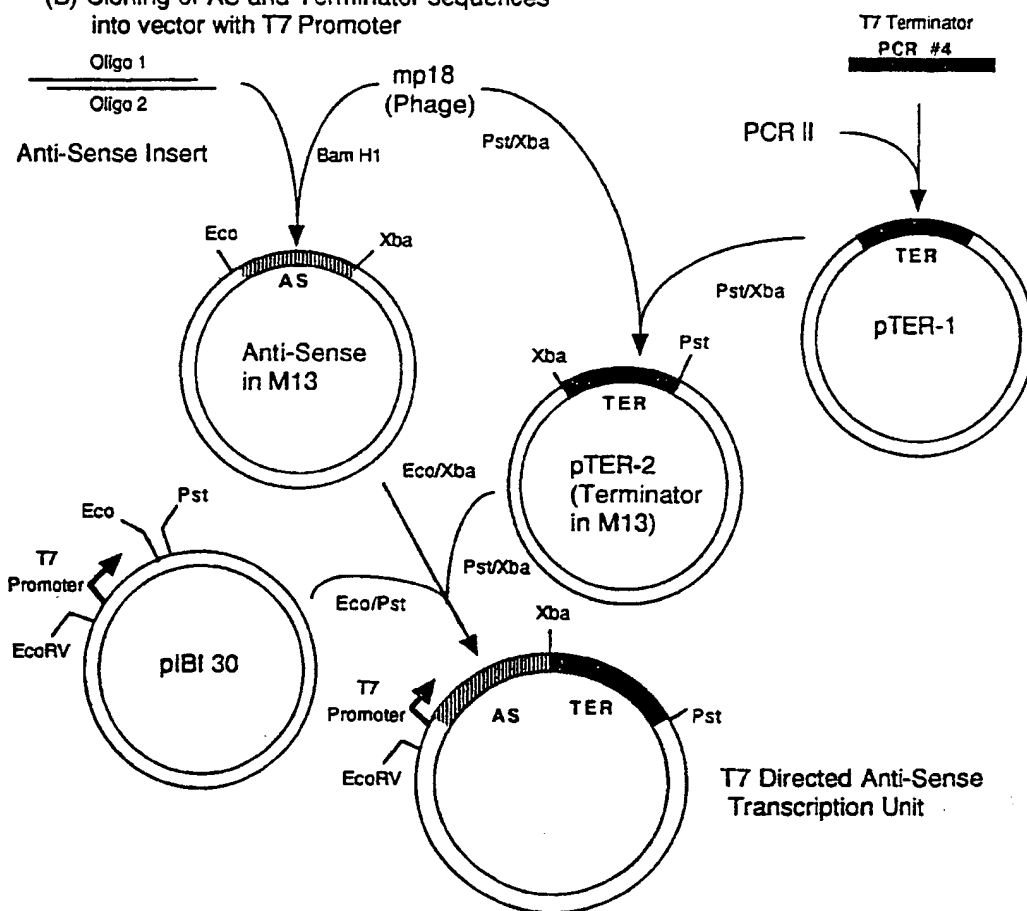 (B) Cloning of AS and Terminator sequences
into vector with T7 Promoter
T7 Terminator
PCR #4
Oligo 1
Oligo 2
Anti-Sense Insert
mp18
(Phage)
Bam H1
Pst/Xba
PCR II
Eco
Xba
AS
Anti-Sense
in M13
TER
pTER-1
Pst/Xba
Xba
Pst
TER
pTER-2
(Terminator
in M13)
Eco/Xba
Pst/Xba
Eco
Pst
T7
Promoter
EcoRV
pIBI 30
Eco/Pst
Xba
T7
Promoter
AS
TER
Pst
EcoRV
T7 Directed Anti-Sense
Transcription Unit